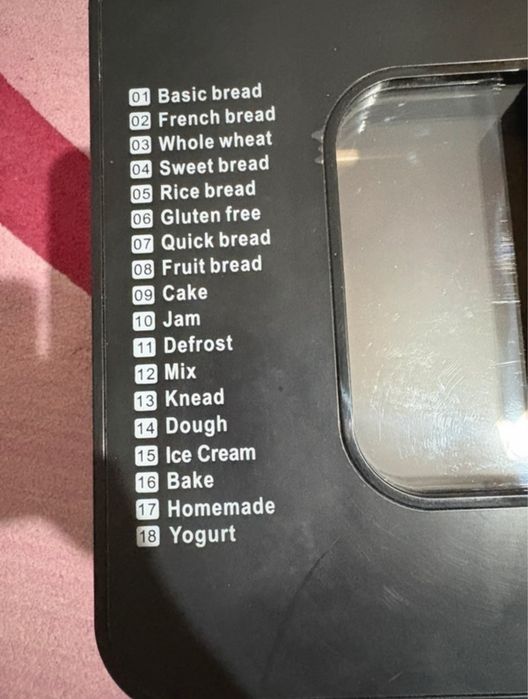 01 Basic bread
02 French bread
03 Whole wheat
04 Sweet bread
05 Rice bread
06 Gluten free
07 Quick bread
08 Fruit bread
09 Cake
10 Jam
11 Defrost
12 Mix
13 Knead
14 Dough
15 Ice Cream
16 Bake
17 Homemade
18 Yogurt